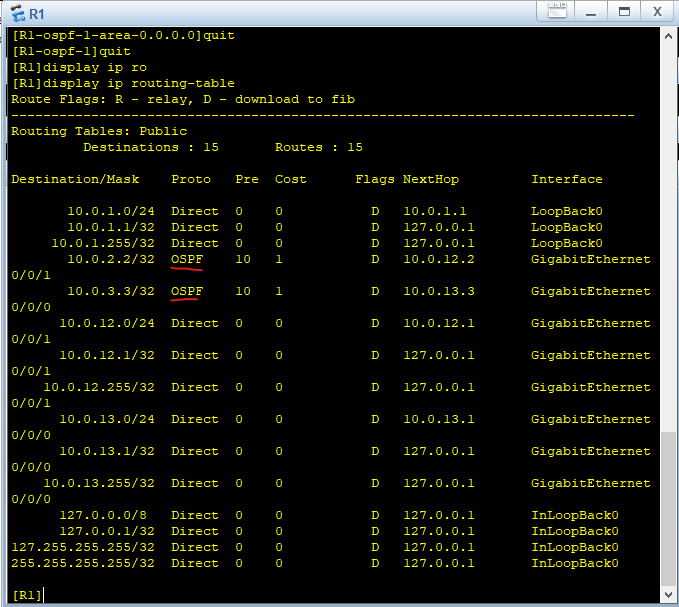 R1
[R1-ospf-1-area-0.0.0.0]quit
[R1-ospf-1]quit
[R1]display ip ro
[R1]display ip routing-table
Route Flags: R - relay, D - download to fib
------------------------------------------------------------------------------
Routing Tables: Public
         Destinations : 15       Routes : 15

Destination/Mask    Proto   Pre  Cost      Flags NextHop         Interface

       10.0.1.0/24  Direct  0    0           D   10.0.1.1        LoopBack0
       10.0.1.1/32  Direct  0    0           D   127.0.0.1       LoopBack0
     10.0.1.255/32  Direct  0    0           D   127.0.0.1       LoopBack0
       10.0.2.2/32  OSPF    10   1           D   10.0.12.2       GigabitEthernet
0/0/1
       10.0.3.3/32  OSPF    10   1           D   10.0.13.3       GigabitEthernet
0/0/0
      10.0.12.0/24  Direct  0    0           D   10.0.12.1       GigabitEthernet
0/0/1
      10.0.12.1/32  Direct  0    0           D   127.0.0.1       GigabitEthernet
0/0/1
    10.0.12.255/32  Direct  0    0           D   127.0.0.1       GigabitEthernet
0/0/1
      10.0.13.0/24  Direct  0    0           D   10.0.13.1       GigabitEthernet
0/0/0
      10.0.13.1/32  Direct  0    0           D   127.0.0.1       GigabitEthernet
0/0/0
    10.0.13.255/32  Direct  0    0           D   127.0.0.1       GigabitEthernet
0/0/0
      127.0.0.0/8   Direct  0    0           D   127.0.0.1       InLoopBack0
      127.0.0.1/32  Direct  0    0           D   127.0.0.1       InLoopBack0
127.255.255.255/32  Direct  0    0           D   127.0.0.1       InLoopBack0
255.255.255.255/32  Direct  0    0           D   127.0.0.1       InLoopBack0

[R1]